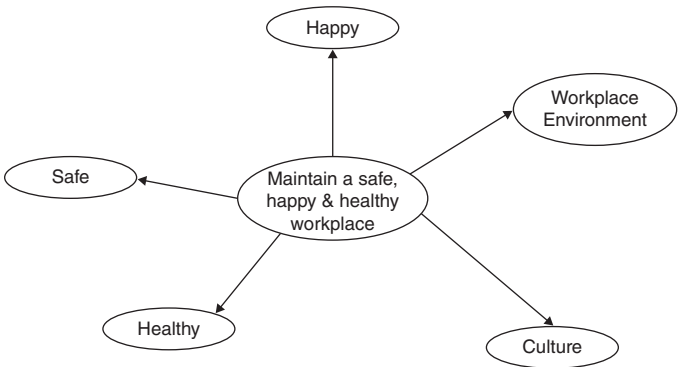 Happy
Workplace
Environment
Safe
Maintain a safe,
happy & healthy
workplace
Healthy
Culture